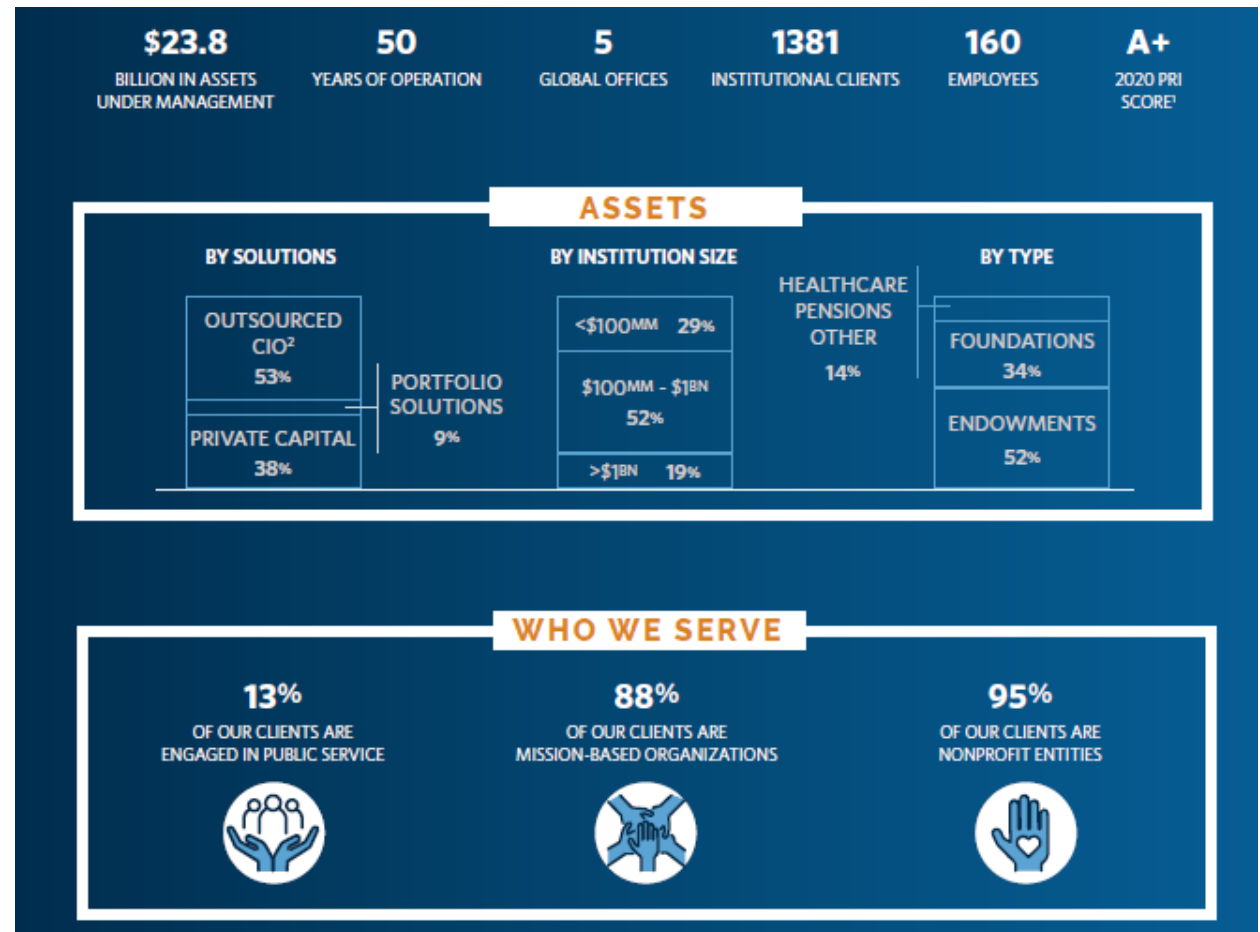 $23.8
BILLION IN ASSETS
UNDER MANAGEMENT
50
YEARS OF OPERATION
5
GLOBAL OFFICES
1381
INSTITUTIONAL CLIENTS
160
EMPLOYEES
A+
2020 PRI
SCORE¹
ASSETS
BY SOLUTIONS
OUTSOURCED
CIO²
53%
PORTFOLIO
SOLUTIONS
9%
PRIVATE CAPITAL
38%
BY INSTITUTION SIZE
<$100MM 29%
$100MM - $1BN
52%
>$1BN 19%
BY TYPE
HEALTHCARE
PENSIONS
OTHER
14%
FOUNDATIONS
34%
ENDOWMENTS
52%
WHO WE SERVE
13%
OF OUR CLIENTS ARE
ENGAGED IN PUBLIC SERVICE
88%
OF OUR CLIENTS ARE
MISSION-BASED ORGANIZATIONS
95%
OF OUR CLIENTS ARE
NONPROFIT ENTITIES